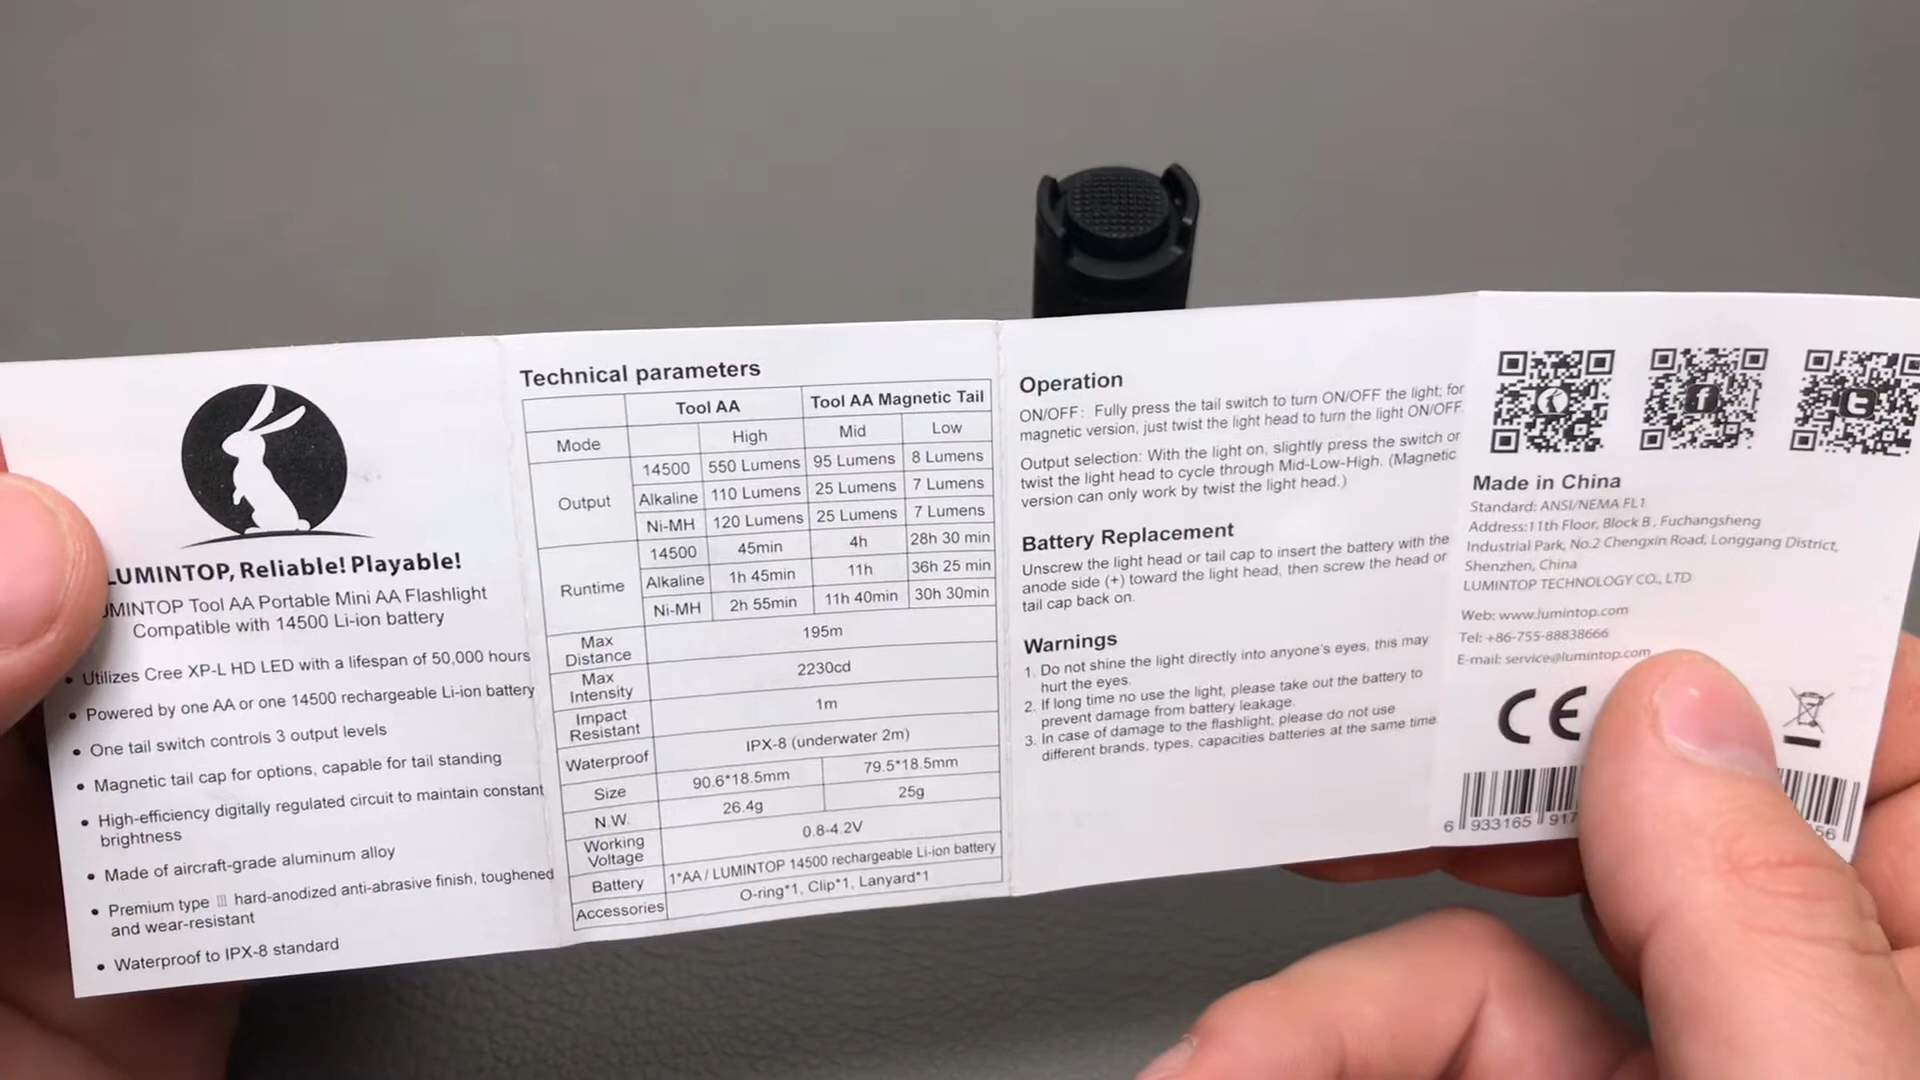 LUMINTOP, Reliable! Playable!
LUMINTOP Tool AA Portable Mini AA Flashlight
Compatible with 14500 Li-ion battery
• Utilizes Cree XP-L HD LED with a lifespan of 50,000 hours
• Powered by one AA or one 14500 rechargeable Li-ion battery
• One tail switch controls 3 output levels
• Magnetic tail cap for options, capable for tail standing
• High-efficiency digitally regulated circuit to maintain constant
brightness
• Made of aircraft-grade aluminum alloy
• Premium type Ⅲ hard-anodized anti-abrasive finish, toughened
and wear-resistant
• Waterproof to IPX-8 standard
Technical parameters
Tool AA Tool AA Magnetic Tail
Mode High Mid Low
Output 14500 550 Lumens 95 Lumens 8 Lumens
Alkaline 110 Lumens 25 Lumens 7 Lumens
Ni-MH 120 Lumens 25 Lumens 7 Lumens
Runtime 14500 45min 4h 28h 30 min
Alkaline 1h 45min 11h 36h 25 min
Ni-MH 2h 55min 11h 40min 30h 30min
Max
Distance 195m
Max
Intensity 2230cd
Impact
Resistant 1m
Waterproof IPX-8 (underwater 2m)
Size 90.6*18.5mm 79.5*18.5mm
N.W. 26.4g 25g
Working
Voltage 0.8-4.2V
Battery 1*AA / LUMINTOP 14500 rechargeable Li-ion battery
Accessories O-ring*1, Clip*1, Lanyard*1
Operation
ON/OFF: Fully press the tail switch to turn ON/OFF the light; for
magnetic version, just twist the light head to turn the light ON/OFF.
Output selection: With the light on, slightly press the switch or
twist the light head to cycle through Mid-Low-High. (Magnetic
version can only work by twist the light head.)
Battery Replacement
Unscrew the light head or tail cap to insert the battery with the
anode side (+) toward the light head, then screw the head or
tail cap back on.
Warnings
1. Do not shine the light directly into anyone's eyes, this may
hurt the eyes.
2. If long time no use the light, please take out the battery to
prevent damage from battery leakage.
3. In case of damage to the flashlight, please do not use
different brands, types, capacities batteries at the same time.
Made in China
Standard: ANSI/NEMA FL1
Address:11th Floor, Block B , Fuchangsheng
Industrial Park, No.2 Chengxin Road, Longgang District,
Shenzhen, China
LUMINTOP TECHNOLOGY CO., LTD
Web: www.lumintop.com
Tel: +86-755-88838666
E-mail: service@lumintop.com
CE
6 933165 917 56